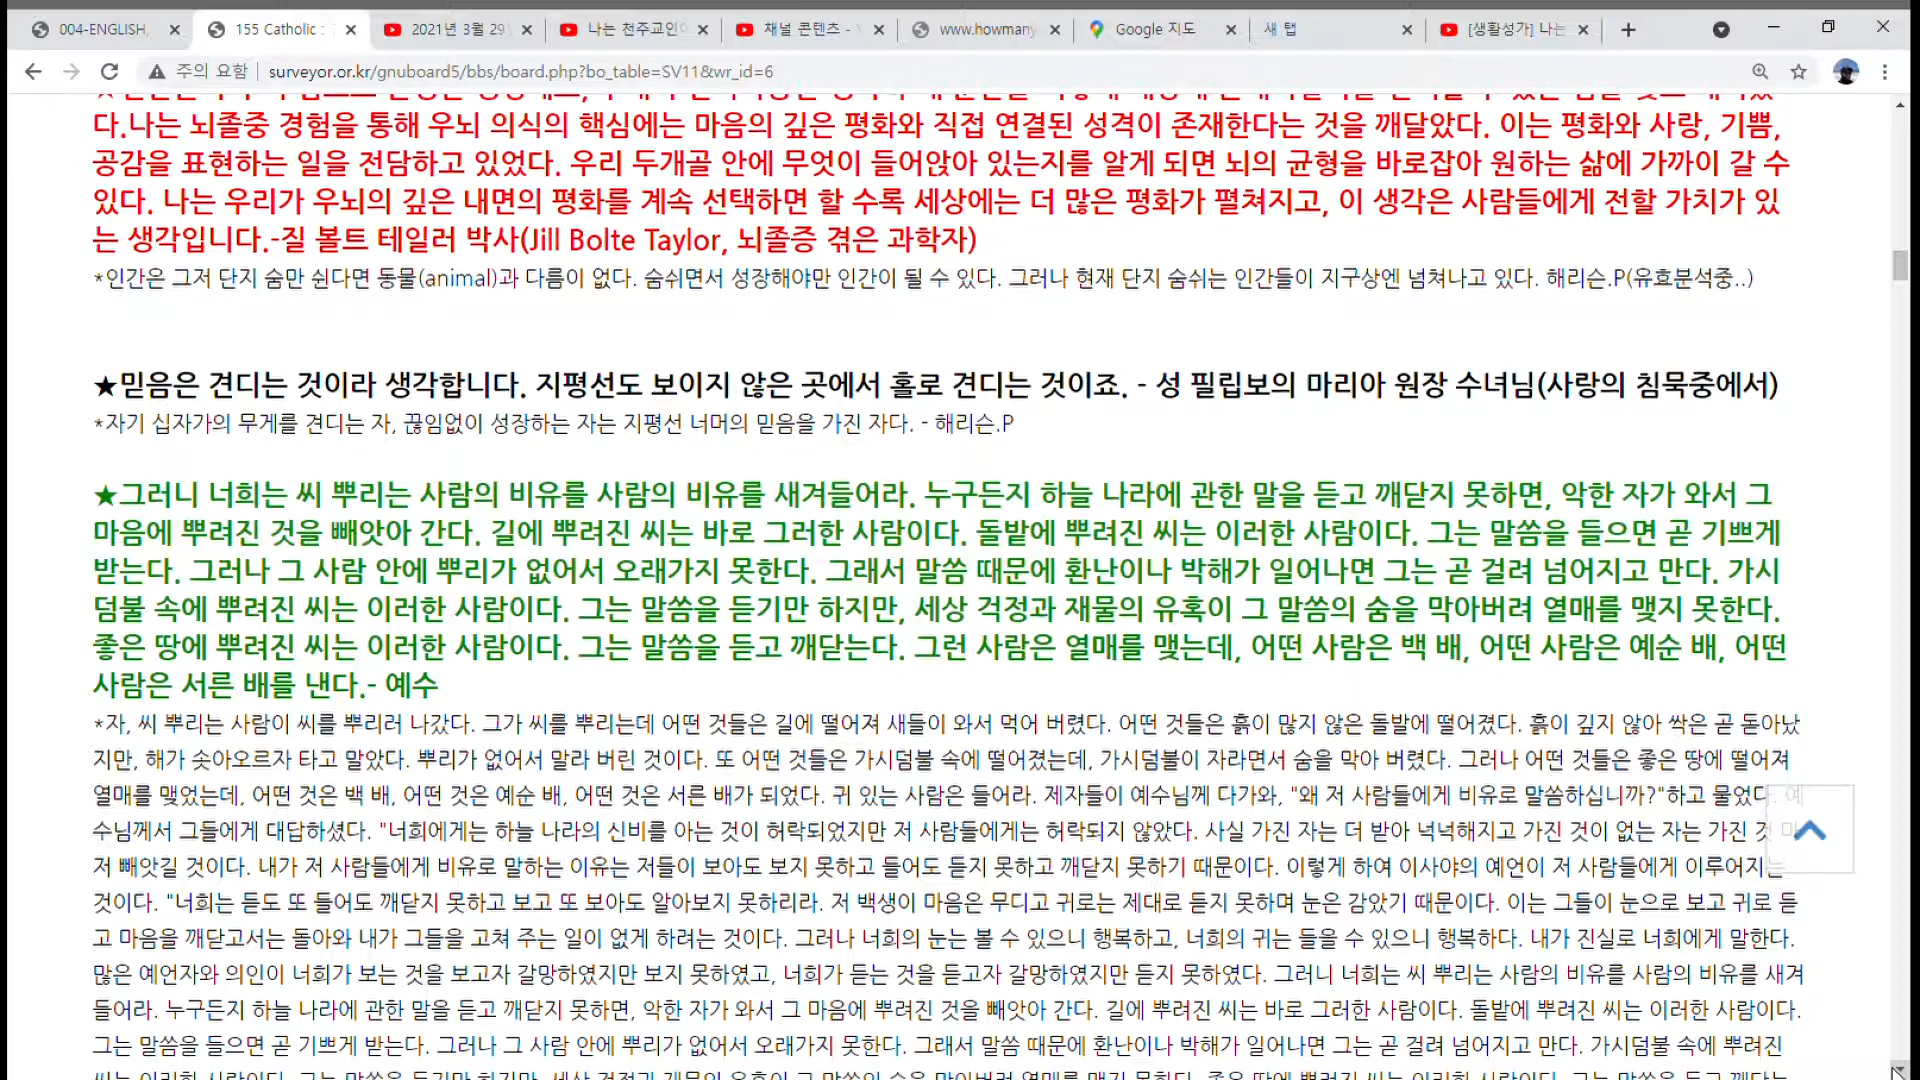 004-ENGLISH
155 Catholic :
2021년 3월 29
나는 천주교인이
채널 콘텐츠 -
www.howmany
Google 지도
새 탭
[생활성가] 나는
주의 요함
surveyor.or.kr/gnuboard5/bbs/board.php?bo_table=SV11&wr_id=6
다.나는 뇌졸중 경험을 통해 우뇌 의식의 핵심에는 마음의 깊은 평화와 직접 연결된 성격이 존재한다는 것을 깨달았다. 이는 평화와 사랑, 기쁨,
공감을 표현하는 일을 전담하고 있었다. 우리 두개골 안에 무엇이 들어앉아 있는지를 알게 되면 뇌의 균형을 바로잡아 원하는 삶에 가까이 갈 수
있다. 나는 우리가 우뇌의 깊은 내면의 평화를 계속 선택하면 할 수록 세상에는 더 많은 평화가 펼쳐지고, 이 생각은 사람들에게 전할 가치가 있
는 생각입니다.-질 볼트 테일러 박사(Jill Bolte Taylor, 뇌졸증 겪은 과학자)
*인간은 그저 단지 숨만 쉰다면 동물(animal)과 다름이 없다. 숨쉬면서 성장해야만 인간이 될 수 있다. 그러나 현재 단지 숨쉬는 인간들이 지구상엔 넘쳐나고 있다. 해리슨.P(유효분석중..)
★믿음은 견디는 것이라 생각합니다. 지평선도 보이지 않은 곳에서 홀로 견디는 것이죠. - 성 필립보의 마리아 원장 수녀님(사랑의 침묵중에서)
*자기 십자가의 무게를 견디는 자, 끊임없이 성장하는 자는 지평선 너머의 믿음을 가진 자다. - 해리슨.P
★그러니 너희는 씨 뿌리는 사람의 비유를 사람의 비유를 새겨들어라. 누구든지 하늘 나라에 관한 말을 듣고 깨닫지 못하면, 악한 자가 와서 그
마음에 뿌려진 것을 빼앗아 간다. 길에 뿌려진 씨는 바로 그러한 사람이다. 돌밭에 뿌려진 씨는 이러한 사람이다. 그는 말씀을 들으면 곧 기쁘게
받는다. 그러나 그 사람 안에 뿌리가 없어서 오래가지 못한다. 그래서 말씀 때문에 환난이나 박해가 일어나면 그는 곧 걸려 넘어지고 만다. 가시
덤불 속에 뿌려진 씨는 이러한 사람이다. 그는 말씀을 듣기만 하지만, 세상 걱정과 재물의 유혹이 그 말씀의 숨을 막아버려 열매를 맺지 못한다.
좋은 땅에 뿌려진 씨는 이러한 사람이다. 그는 말씀을 듣고 깨닫는다. 그런 사람은 열매를 맺는데, 어떤 사람은 백 배, 어떤 사람은 예순 배, 어떤
사람은 서른 배를 낸다.- 예수
*자, 씨 뿌리는 사람이 씨를 뿌리러 나갔다. 그가 씨를 뿌리는데 어떤 것들은 길에 떨어져 새들이 와서 먹어 버렸다. 어떤 것들은 흙이 많지 않은 돌발에 떨어졌다. 흙이 깊지 않아 싹은 곧 돋아났
지만, 해가 솟아오르자 타고 말았다. 뿌리가 없어서 말라 버린 것이다. 또 어떤 것들은 가시덤불 속에 떨어졌는데, 가시덤불이 자라면서 숨을 막아 버렸다. 그러나 어떤 것들은 좋은 땅에 떨어져
열매를 맺었는데, 어떤 것은 백 배, 어떤 것은 예순 배, 어떤 것은 서른 배가 되었다. 귀 있는 사람은 들어라. 제자들이 예수님께 다가와, "왜 저 사람들에게 비유로 말씀하십니까?"하고 물었다. 예
수님께서 그들에게 대답하셨다. "너희에게는 하늘 나라의 신비를 아는 것이 허락되었지만 저 사람들에게는 허락되지 않았다. 사실 가진 자는 더 받아 넉넉해지고 가진 것이 없는 자는 가진 것 마
저 빼앗길 것이다. 내가 저 사람들에게 비유로 말하는 이유는 저들이 보아도 보지 못하고 들어도 듣지 못하고 깨닫지 못하기 때문이다. 이렇게 하여 이사야의 예언이 저 사람들에게 이루어지는
것이다. "너희는 듣도 또 들어도 깨닫지 못하고 보고 또 보아도 알아보지 못하리라. 저 백생이 마음은 무디고 귀로는 제대로 듣지 못하며 눈은 감았기 때문이다. 이는 그들이 눈으로 보고 귀로 듣
고 마음을 깨닫고서는 돌아와 내가 그들을 고쳐 주는 일이 없게 하려는 것이다. 그러나 너희의 눈는 볼 수 있으니 행복하고, 너희의 귀는 들을 수 있으니 행복하다. 내가 진실로 너희에게 말한다.
많은 예언자와 의인이 너희가 보는 것을 보고자 갈망하였지만 보지 못하였고, 너희가 듣는 것을 듣고자 갈망하였지만 듣지 못하였다. 그러니 너희는 씨 뿌리는 사람의 비유를 사람의 비유를 새겨
들어라. 누구든지 하늘 나라에 관한 말을 듣고 깨닫지 못하면, 악한 자가 와서 그 마음에 뿌려진 것을 빼앗아 간다. 길에 뿌려진 씨는 바로 그러한 사람이다. 돌밭에 뿌려진 씨는 이러한 사람이다.
그는 말씀을 들으면 곧 기쁘게 받는다. 그러나 그 사람 안에 뿌리가 없어서 오래가지 못한다. 그래서 말씀 때문에 환난이나 박해가 일어나면 그는 곧 걸려 넘어지고 만다. 가시덤불 속에 뿌려진